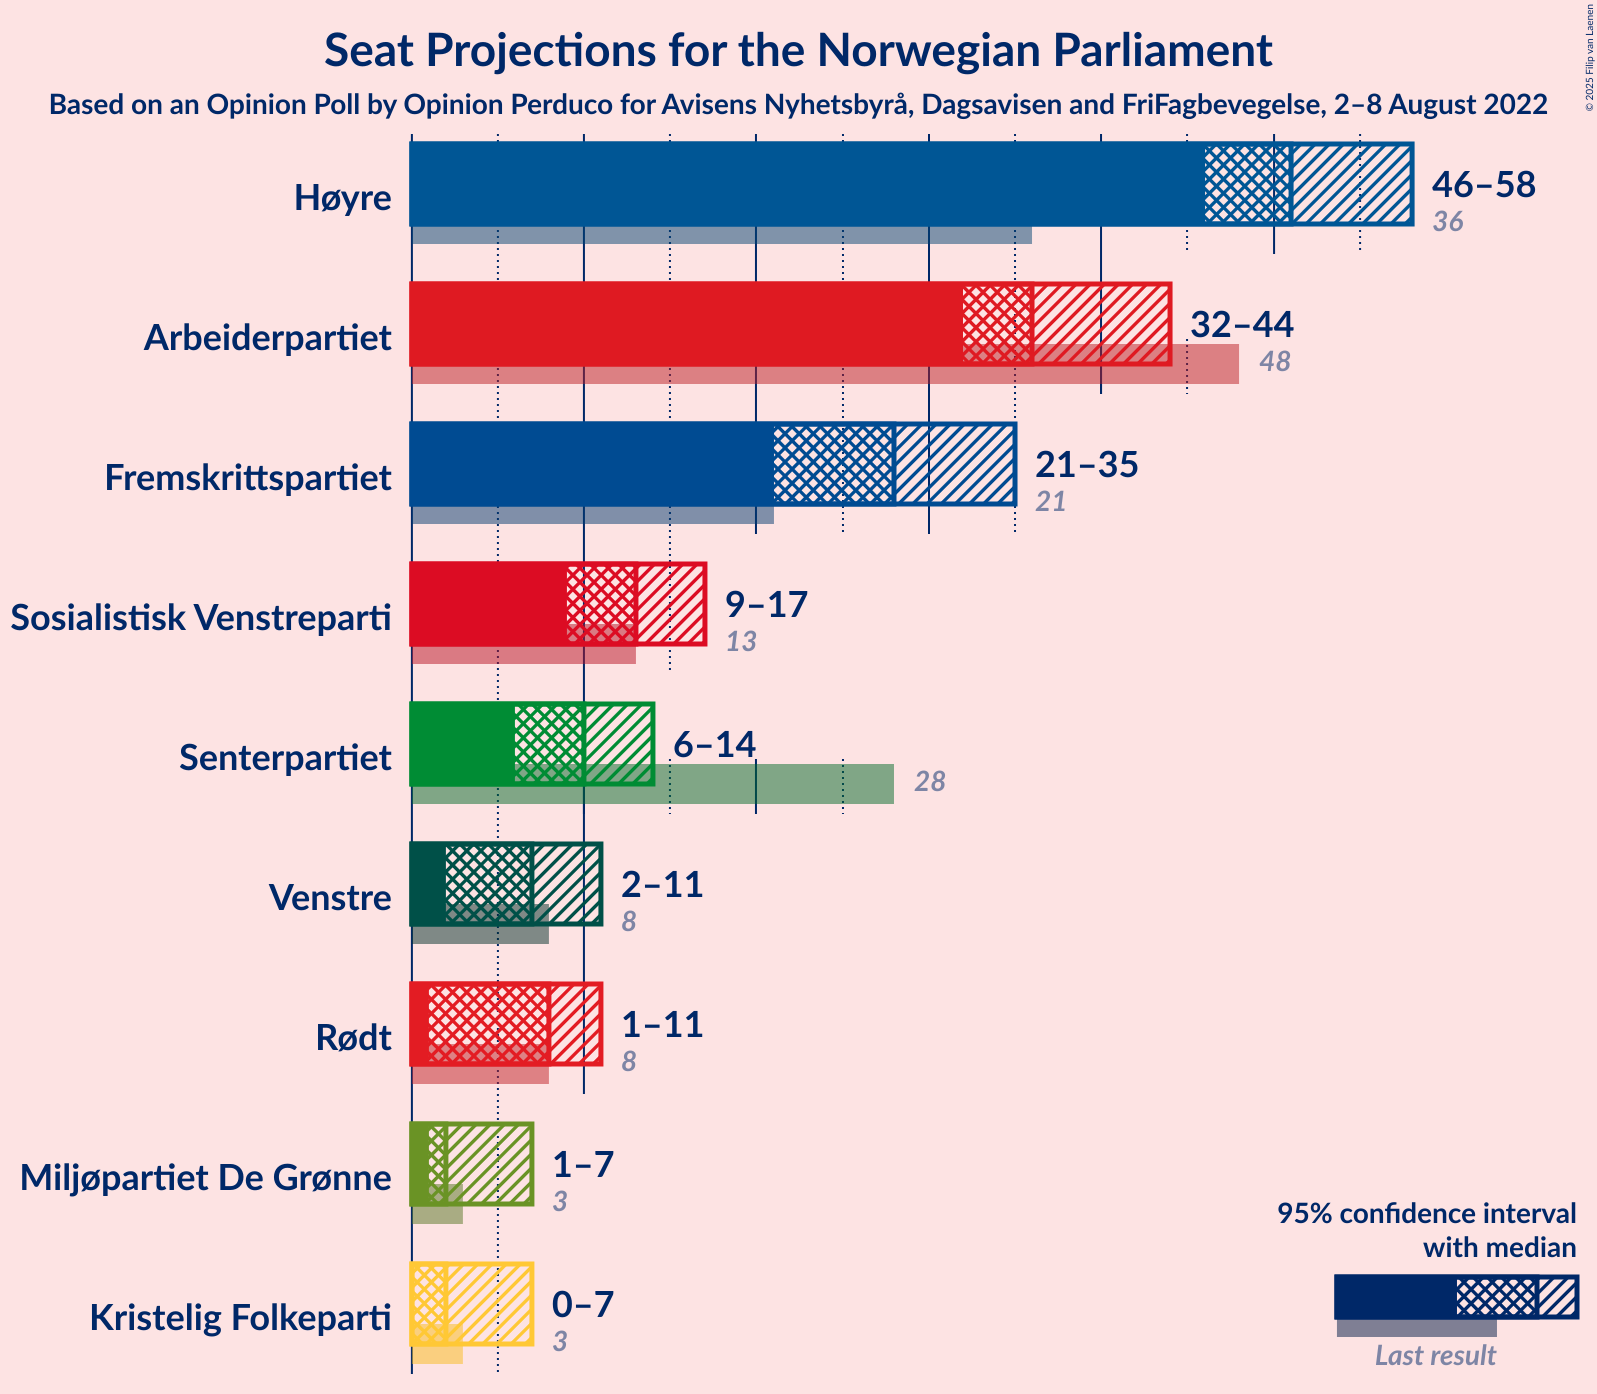 Seat Projections for the Norwegian Parliament
Based on an Opinion Poll by Opinion Perduco for Avisens Nyhetsbyrå, Dagsavisen and FriFagbevegelse, 2–8 August 2022
© 2025 Filip van Laenen
Høyre
46–58
36
Arbeiderpartiet
32–44
48
Fremskrittspartiet
21–35
21
Sosialistisk Venstreparti
9–17
13
Senterpartiet
6–14
28
Venstre
2–11
8
Rødt
1–11
8
Miljøpartiet De Grønne
1–7
3
Kristelig Folkeparti
0–7
3
95% confidence interval
with median
Last result